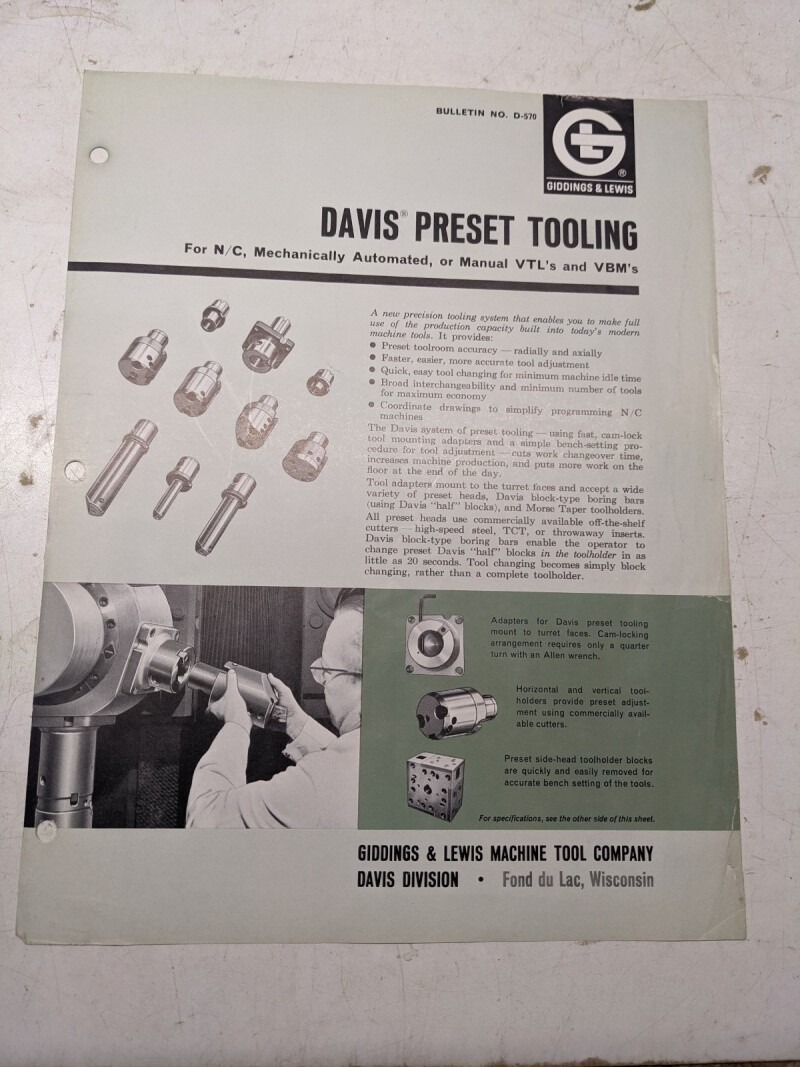 BULLETIN NO. D-570
GIDDINGS & LEWIS
DAVIS® PRESET TOOLING
For N/C, Mechanically Automated, or Manual VTL's and VBM's
A new precision tooling system that enables you to make full
use of the production capacity built into today's modern
machine tools. It provides:
● Preset toolroom accuracy — radially and axially
● Faster, easier, more accurate tool adjustment
● Quick, easy tool changing for minimum machine idle time
● Broad interchangeability and minimum number of tools
for maximum economy
● Coordinate drawings to simplify programming N/C
machines
The Davis system of preset tooling — using fast, cam-lock
tool mounting adapters and a simple bench-setting pro-
cedure for tool adjustment — cuts work changeover time,
increases machine production, and puts more work on the
floor at the end of the day.
Tool adapters mount to the turret faces and accept a wide
variety of preset heads, Davis block-type boring bars
(using Davis "half" blocks), and Morse Taper toolholders.
All preset heads use commercially available off-the-shelf
cutters — high-speed steel, TCT, or throwaway inserts.
Davis block-type boring bars enable the operator to
change preset Davis "half" blocks in the toolholder in as
little as 20 seconds. Tool changing becomes simply block
changing, rather than a complete toolholder.
Adapters for Davis preset tooling
mount to turret faces. Cam-locking
arrangement requires only a quarter
turn with an Allen wrench.
Horizontal and vertical tool-
holders provide preset adjust-
ment using commercially avail-
able cutters.
Preset side-head toolholder blocks
are quickly and easily removed for
accurate bench setting of the tools.
For specifications, see the other side of this sheet.
GIDDINGS & LEWIS MACHINE TOOL COMPANY
DAVIS DIVISION • Fond du Lac, Wisconsin